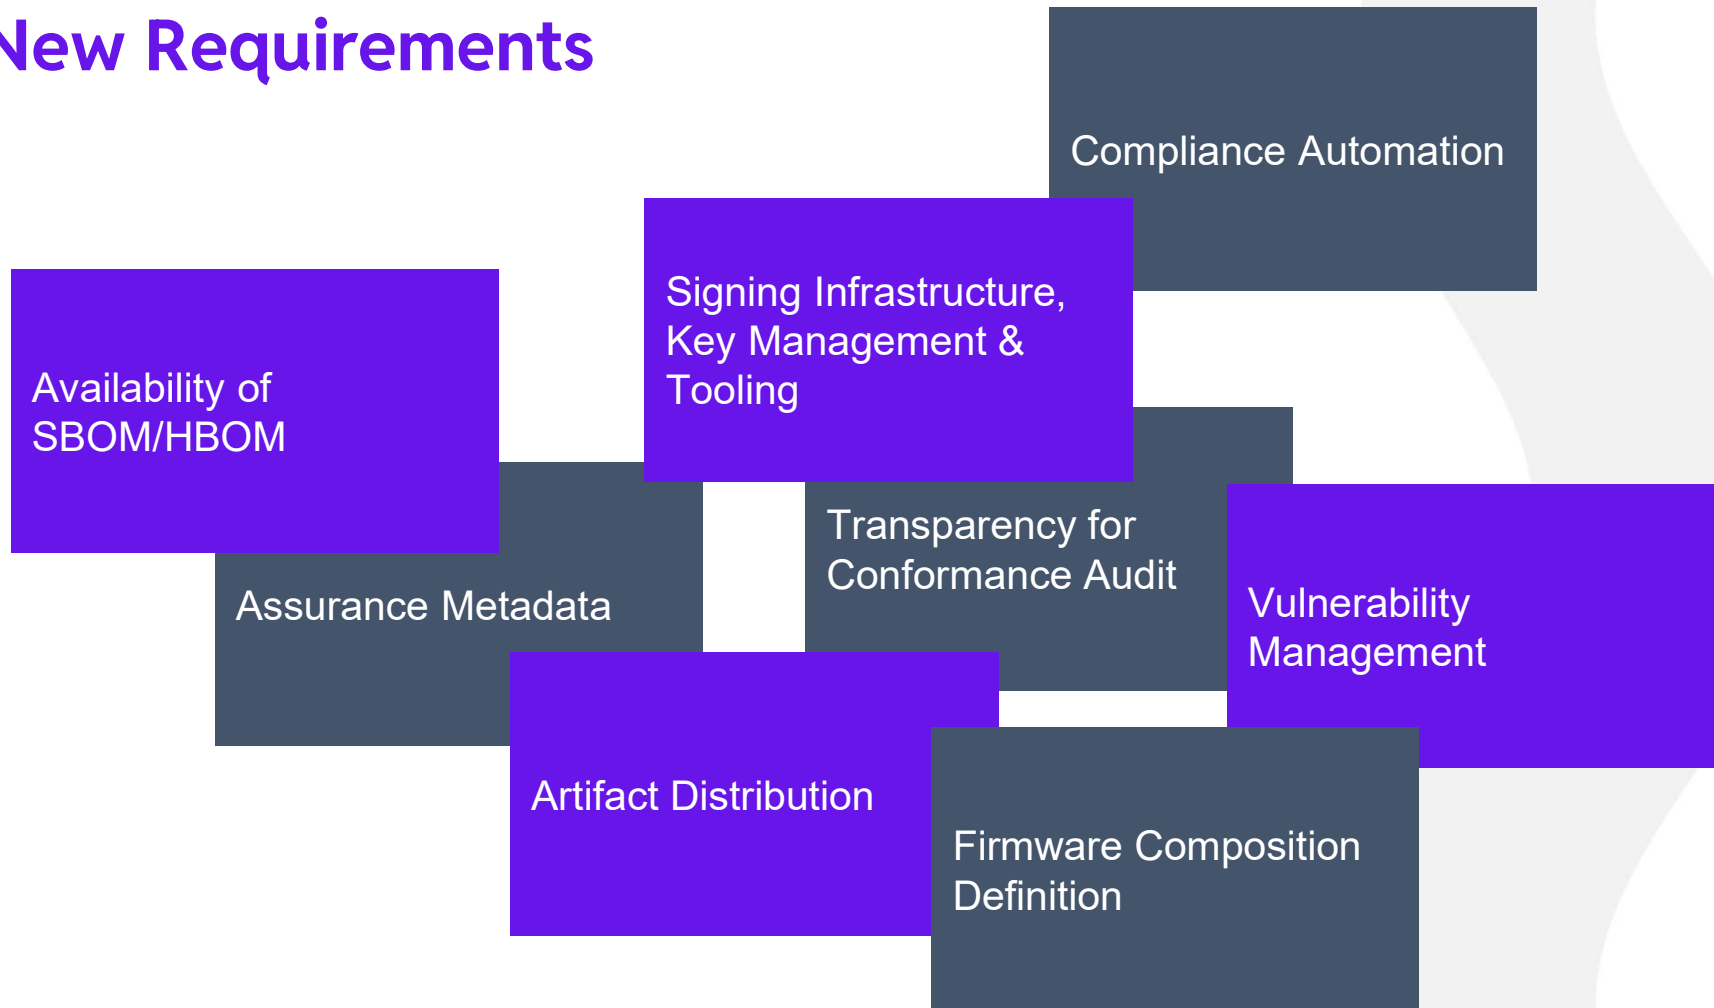 New Requirements
Compliance Automation
Signing Infrastructure,
Key Management &
Tooling
Availability of
SBOM/HBOM
Transparency for
Conformance Audit
Assurance Metadata
Vulnerability
Management
Artifact Distribution
Firmware Composition
Definition